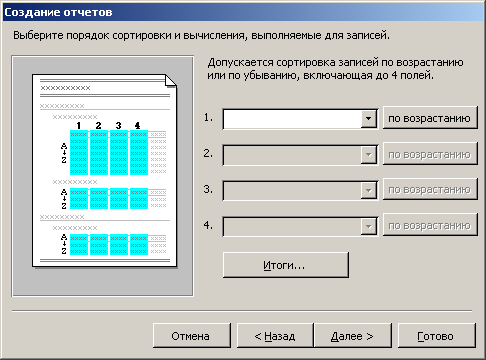 Создание отчетов
Выберите порядок сортировки и вычисления, выполняемые для записей.
Допускается сортировка записей по возрастанию
или по убыванию, включающая до 4 полей.
xxxxxxxxxx
1 2 3 4
A
Z
A
Z
A
Z
1. по возрастанию
2. по возрастанию
3. по возрастанию
4. по возрастанию
Итоги...
Отмена < Назад Далее > Готово